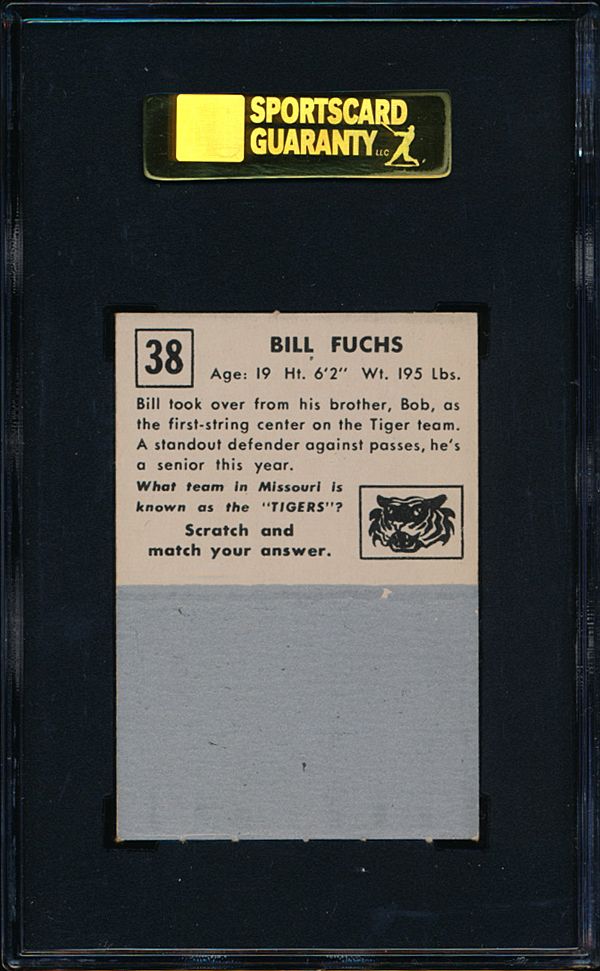 SPORTSCARD
GUARANTY LLC
38
BILL FUCHS
Age: 19 Ht. 6'2" Wt. 195 Lbs.
Bill took over from his brother, Bob, as
the first-string center on the Tiger team.
A standout defender against passes, he's
a senior this year.
What team in Missouri is
known as the "TIGERS"?
Scratch and
match your answer.